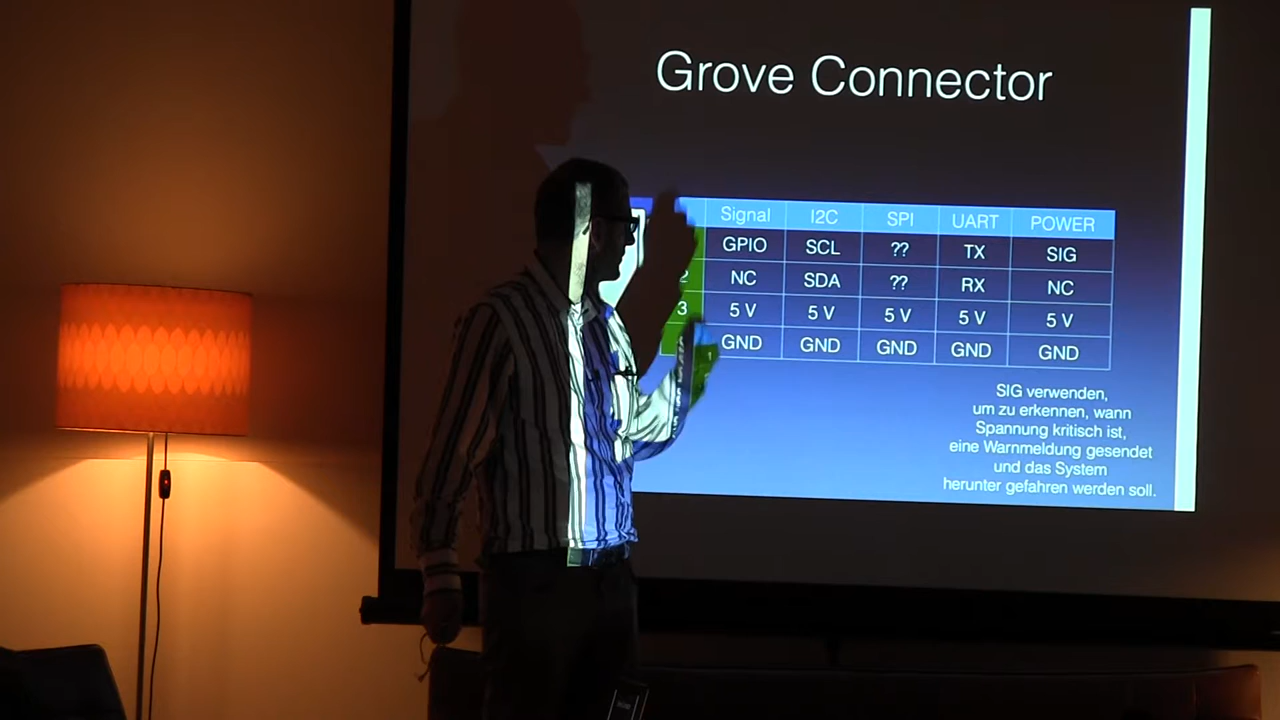 Grove Connector
Signal I2C SPI UART POWER
GPIO SCL ?? TX SIG
2 NC SDA ?? RX NC
3 5 V 5 V 5 V 5 V 5 V
GND GND GND GND GND
SIG verwenden,
um zu erkennen, wann
Spannung kritisch ist,
eine Warnmeldung gesendet
und das System
herunter gefahren werden soll.